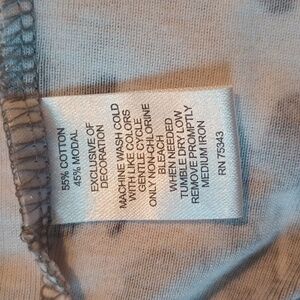 55% COTTON
45% MODAL
EXCLUSIVE OF
DECORATION
MACHINE WASH COLD
WITH LIKE COLORS
GENTLE CYCLE
ONLY NON-CHLORINE
BLEACH
WHEN NEEDED
TUMBLE DRY LOW
REMOVE PROMPTLY
MEDIUM IRON
RN 75343